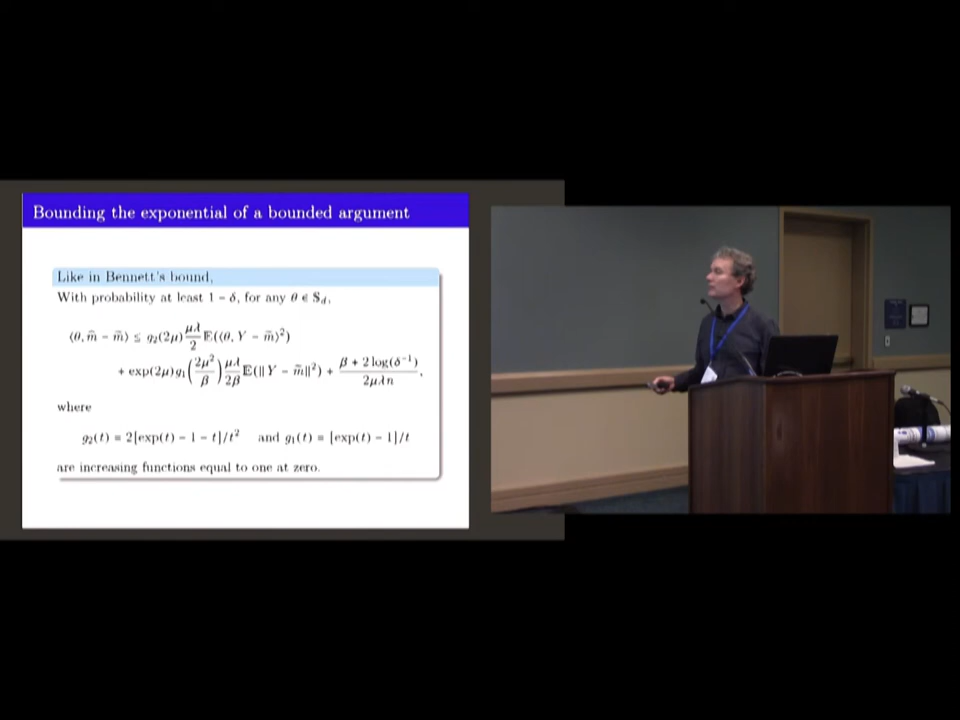 Bounding the exponential of a bounded argument
Like in Bennett's bound,
With probability at least 1 − δ, for any θ ∈ 𝕊_d,
⟨θ, m̂ − m̃⟩ ≤ g₂(2μ) μλ/2 𝔼(⟨θ, Y − m̃⟩²)
+ exp(2μ)g₁(2μ²/β) μλ/2β 𝔼(‖Y − m̃‖²) + β + 2 log(δ⁻¹)/2μλn,
where
g₂(t) = 2[exp(t) − 1 − t]/t² and g₁(t) = [exp(t) − 1]/t
are increasing functions equal to one at zero.